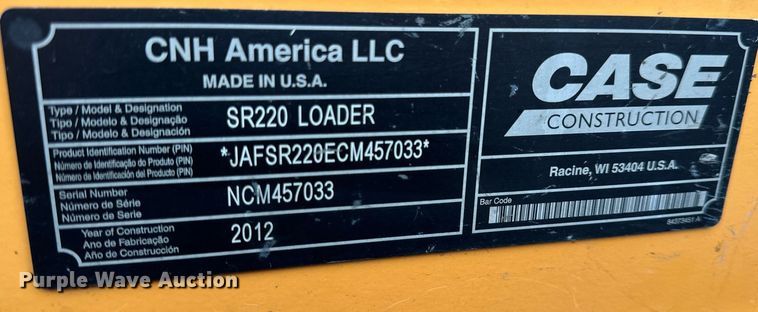 CNH America LLC
MADE IN U.S.A.
Type / Model & Designation
Tipo / Modelo & Designação
Tipo / Modelo & Designación
SR220 LOADER
Product Identification Number (PIN)
Número de Identificação do Produto (PIN)
Número de Identificación del Producto (PIN)
*JAFSR220ECM457033*
Serial Number
Número de Série
Número de Serie
NCM457033
Year of Construction
Ano de Fabricação
Año de Construcción
2012
CASE
CONSTRUCTION
Racine, WI 53404 U.S.A.
Bar Code
84373451 A
Purple Wave Auction